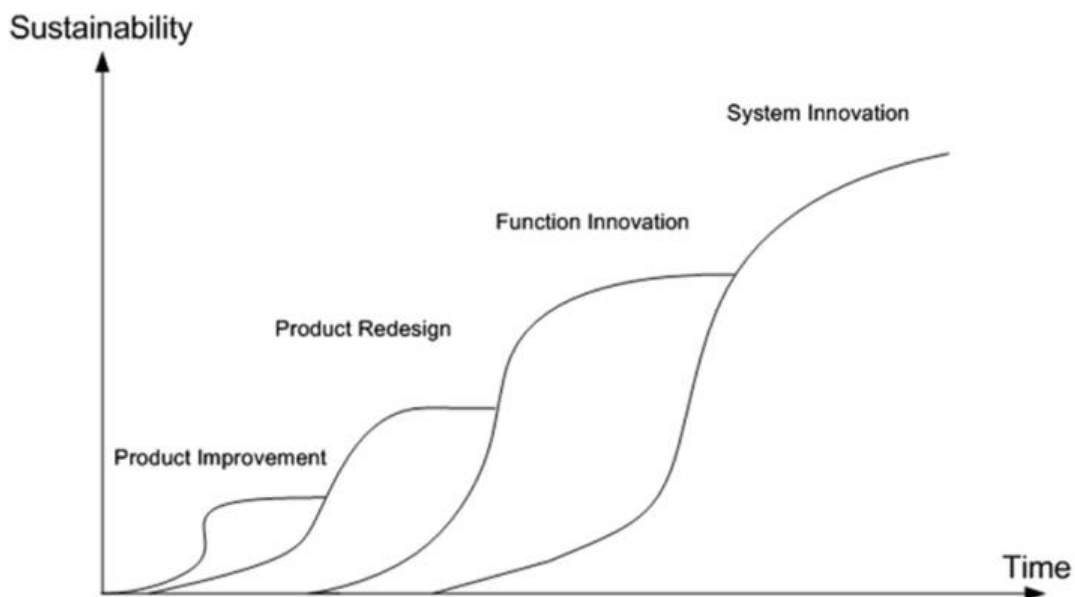 Sustainability
System Innovation
Function Innovation
Product Redesign
Product Improvement
Time